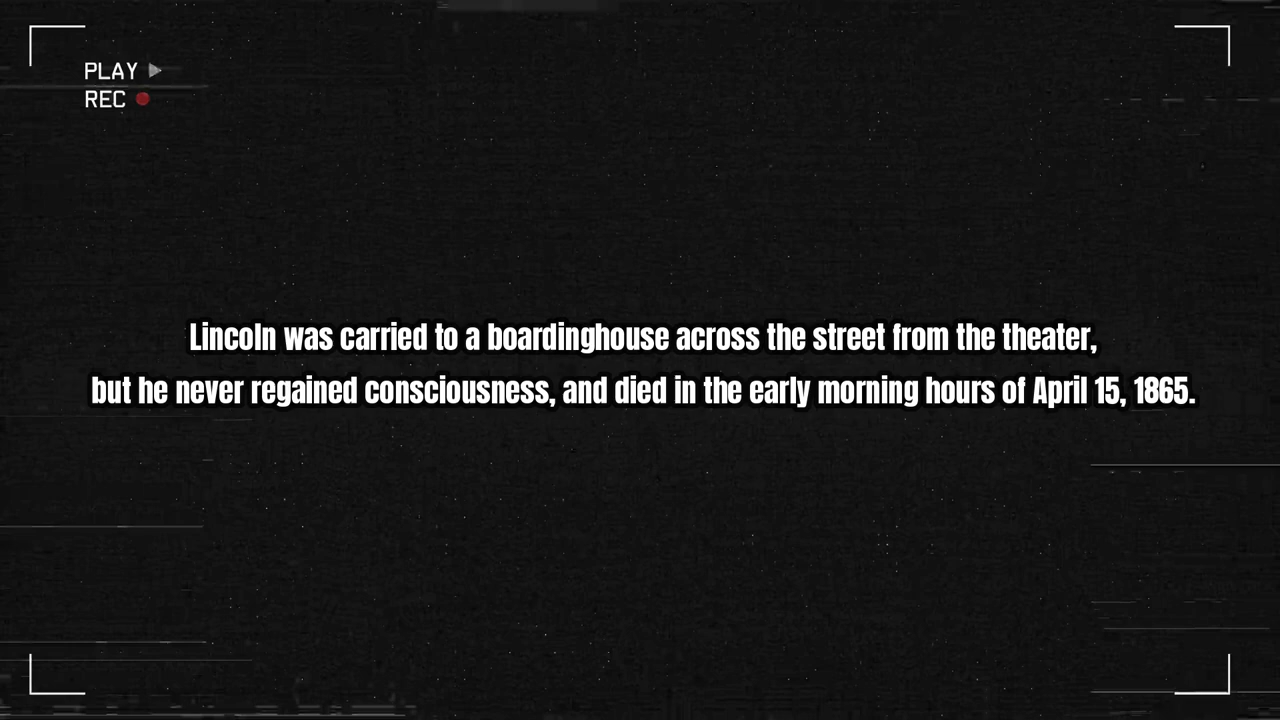 PLAY
REC
Lincoln was carried to a boardinghouse across the street from the theater,
but he never regained consciousness, and died in the early morning hours of April 15, 1865.